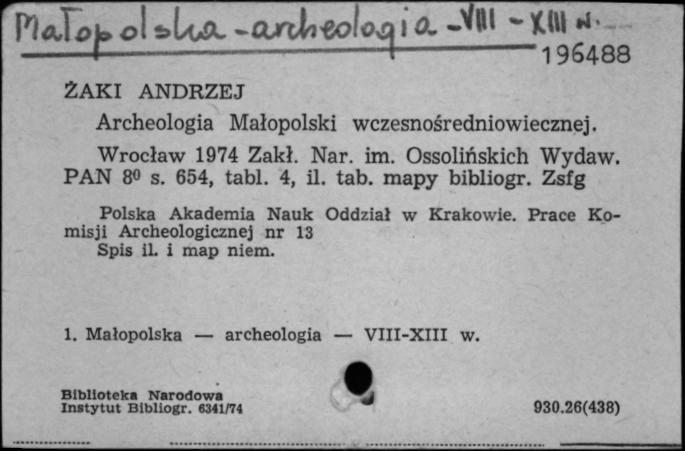 Małopolska - archeologia - VIII - XIII w.
196488
ŻAKI ANDRZEJ
Archeologia Małopolski wczesnośredniowiecznej.
Wrocław 1974 Zakł. Nar. im. Ossolińskich Wydaw.
PAN 8⁰ s. 654, tabl. 4, il. tab. mapy bibliogr. Zsfg
Polska Akademia Nauk Oddział w Krakowie. Prace Ko-
misji Archeologicznej nr 13
Spis il. i map niem.
1. Małopolska — archeologia — VIII-XIII w.
Biblioteka Narodowa
Instytut Bibliogr. 6341/74
930.26(438)